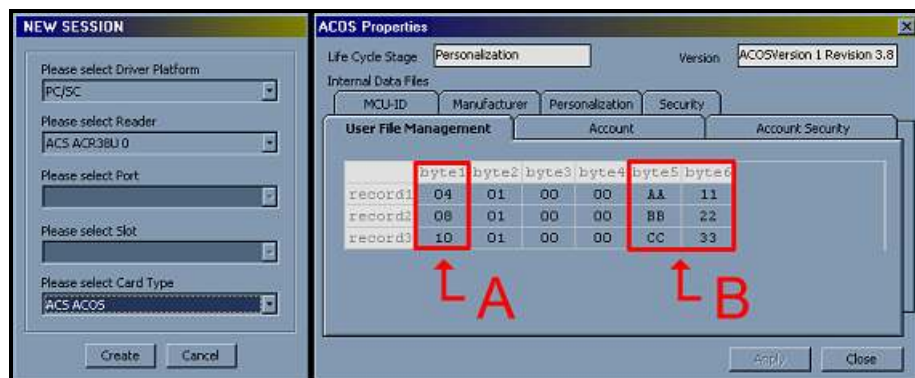 NEW SESSION
Please select Driver Platform
PC/SC
Please select Reader
ACS ACR38U 0
Please select Port
Please select Slot
Please select Card Type
ACS ACOS
Create Cancel
ACOS Properties
Life Cycle Stage Personalization Version ACOSVersion 1 Revision 3.8
Internal Data Files
MCU-ID Manufacturer Personalization Security
User File Management Account Account Security
byte1 byte2 byte3 byte4 byte5 byte6
record1 04 01 00 00 AA 11
record2 08 01 00 00 BB 22
record3 10 01 00 00 CC 33
A B
Apply Close